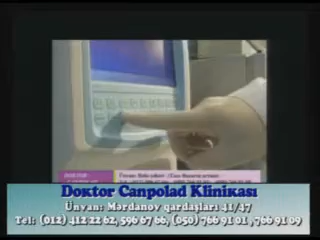 Doktor Canpolad Klinikası
Ünvan: Mərdanov qardaşları 41/47
Tel: (012) 412 22 62, 596 67 66, (050) 766 91 01 , 766 91 09